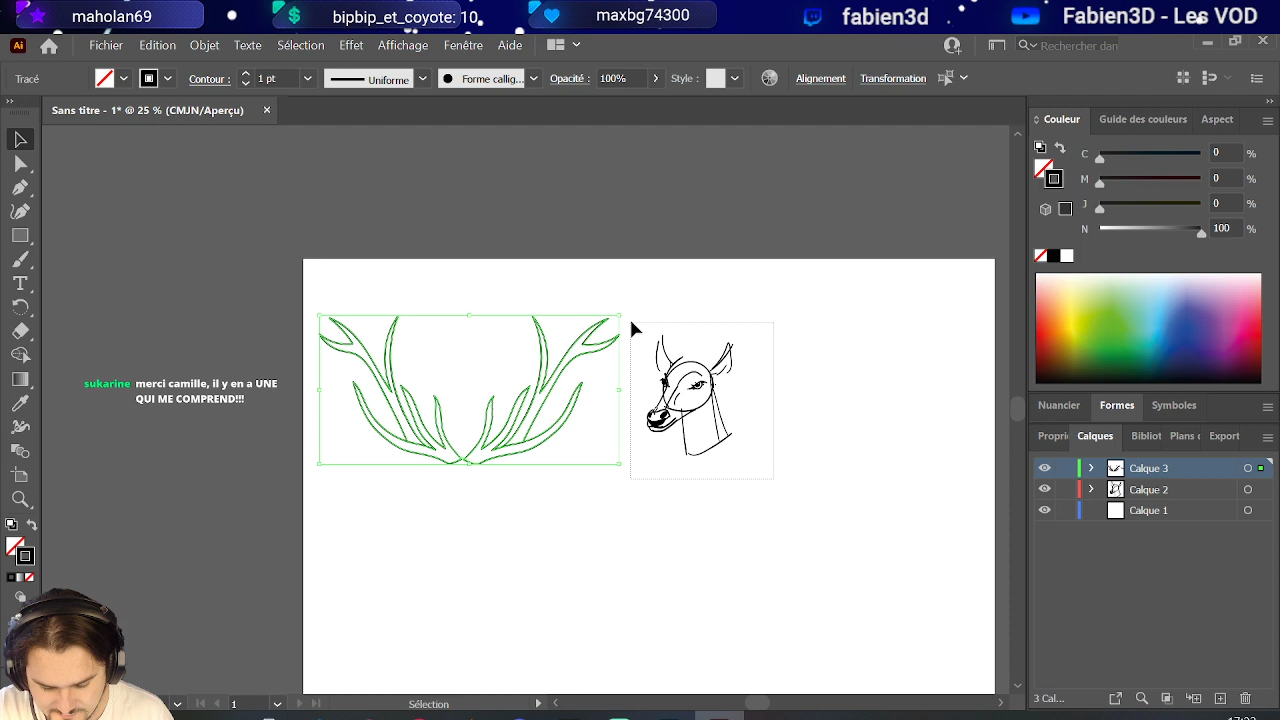 maholan69
bipbip_et_coyote: 10
maxbg74300
fabien3d
Fabien3D - Les VOD
Ai
Fichier Edition Objet Texte Sélection Effet Affichage Fenêtre Aide
Rechercher dan
Tracé
Contour : 1 pt
Uniforme
Forme callig...
Opacité : 100%
Style :
Alignement
Transformation
Sans titre - 1* @ 25 % (CMJN/Aperçu)
Couleur Guide des couleurs Aspect
C 0 %
M 0 %
J 0 %
N 100 %
sukarine merci camille, il y en a UNE
QUI ME COMPREND!!!
Nuancier Formes Symbols
Proprié Calques Bibliot Plans c Export
Calque 3
Calque 2
Calque 1
1
Sélection
3 Cal...